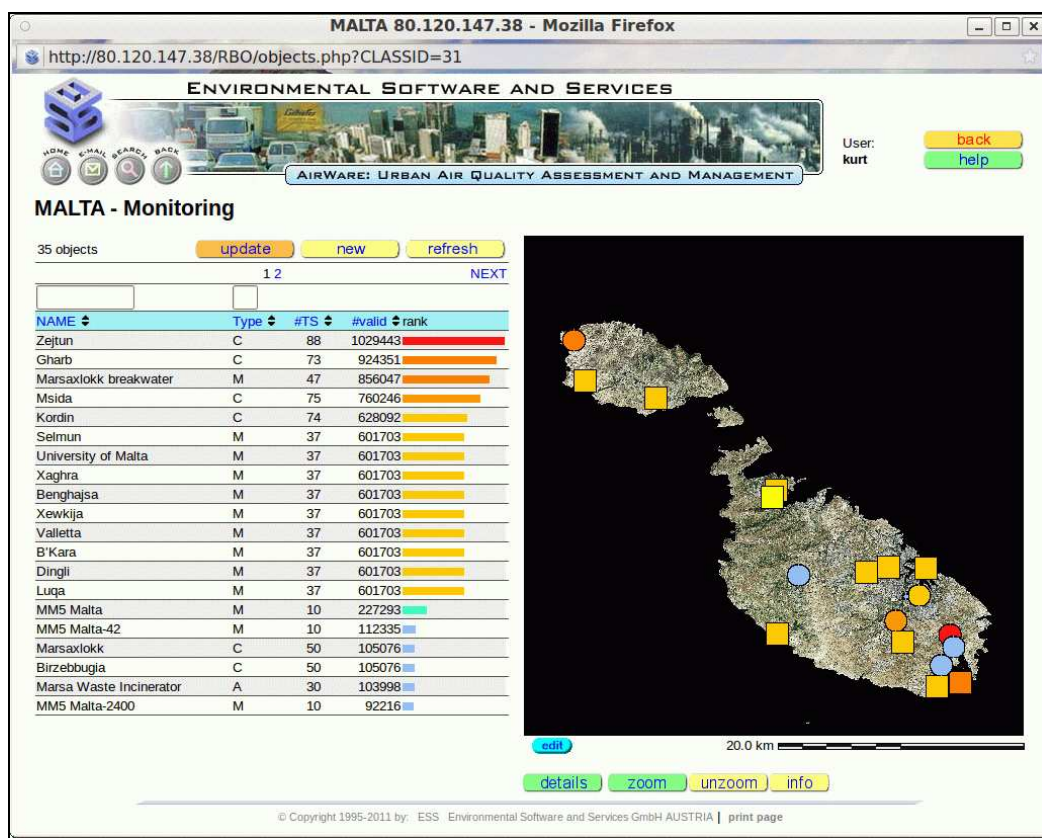 MALTA 80.120.147.38 - Mozilla Firefox
http://80.120.147.38/RBO/objects.php?CLASSID=31
ENVIRONMENTAL SOFTWARE AND SERVICES
HOME E-MAIL SEARCH BACK
AIRWARE: URBAN AIR QUALITY ASSESSMENT AND MANAGEMENT
User:
kurt
back
help
MALTA - Monitoring
35 objects update new refresh
1 2 NEXT
NAME Type #TS #valid rank
Zejtun C 88 1029443
Gharb C 73 924351
Marsaxlokk breakwater M 47 856047
Msida C 75 760246
Kordin C 74 628092
Selmun M 37 601703
University of Malta M 37 601703
Xaghra M 37 601703
Benghajsa M 37 601703
Xewkija M 37 601703
Valletta M 37 601703
B'Kara M 37 601703
Dingli M 37 601703
Luqa M 37 601703
MM5 Malta M 10 227293
MM5 Malta-42 M 10 112335
Marsaxlokk C 50 105076
Birzebbugia C 50 105076
Marsa Waste Incinerator A 30 103998
MM5 Malta-2400 M 10 92216
edit 20.0 km
details zoom unzoom info
© Copyright 1995-2011 by: ESS Environmental Software and Services GmbH AUSTRIA | print page